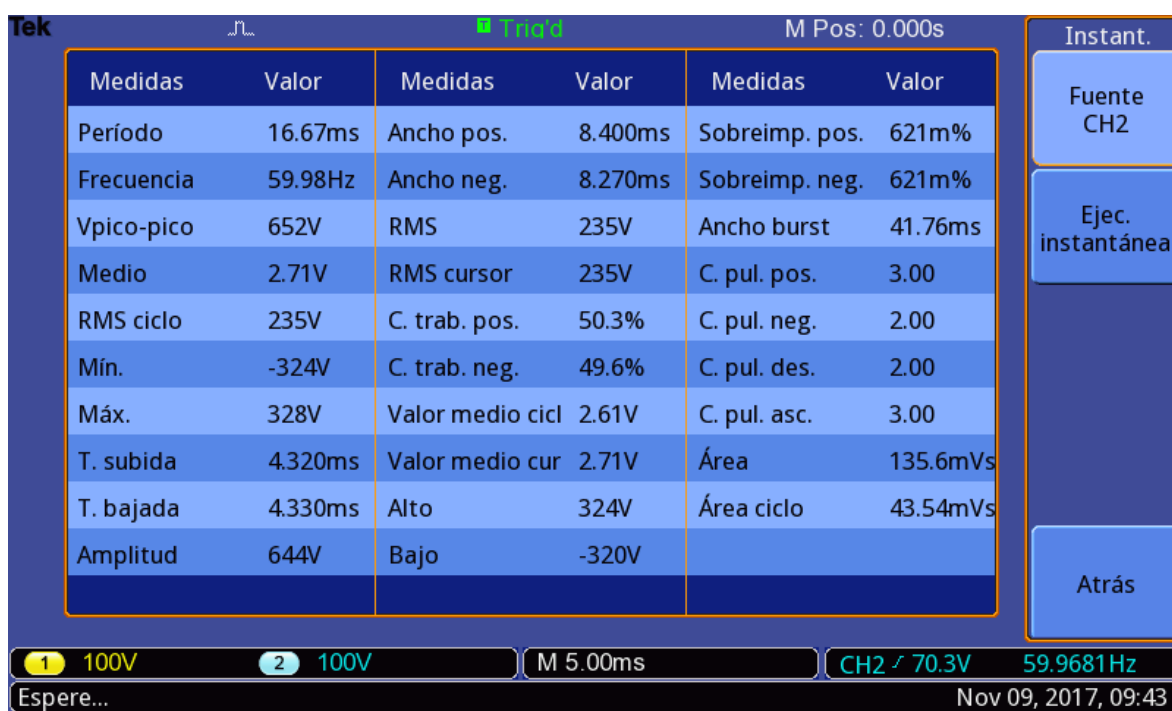 Tek Trig'd M Pos: 0.000s Instant.
Medidas Valor Medidas Valor Medidas Valor
Fuente
CH2
Período 16.67ms Ancho pos. 8.400ms Sobreimp. pos. 621m%
Frecuencia 59.98Hz Ancho neg. 8.270ms Sobreimp. neg. 621m%
Vpico-pico 652V RMS 235V Ancho burst 41.76ms
Ejec.
instantánea
Medio 2.71V RMS cursor 235V C. pul. pos. 3.00
RMS ciclo 235V C. trab. pos. 50.3% C. pul. neg. 2.00
Mín. -324V C. trab. neg. 49.6% C. pul. des. 2.00
Máx. 328V Valor medio cicl 2.61V C. pul. asc. 3.00
T. subida 4.320ms Valor medio cur 2.71V Área 135.6mVs
T. bajada 4.330ms Alto 324V Área ciclo 43.54mVs
Amplitud 644V Bajo -320V
Atrás
1 100V 2 100V M 5.00ms CH2 70.3V 59.9681Hz
Espere... Nov 09, 2017, 09:43